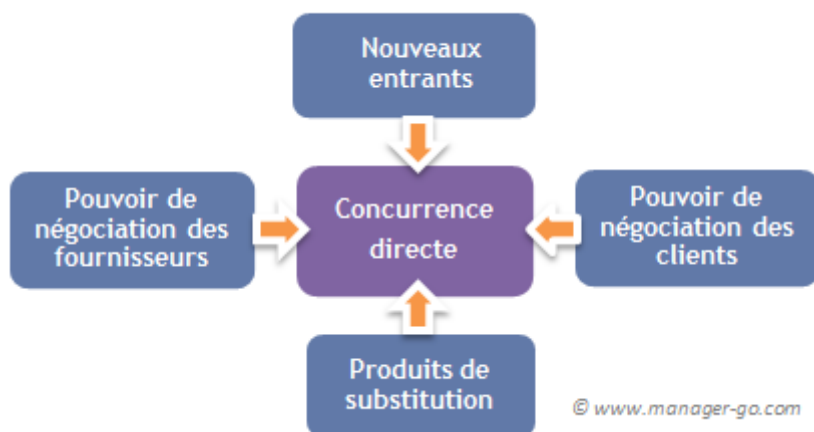 Nouveaux
entrants
Pouvoir de
négociation des
fournisseurs
Concurrence
directe
Pouvoir de
négociation des
clients
Produits de
substitution
© www.manager-go.com